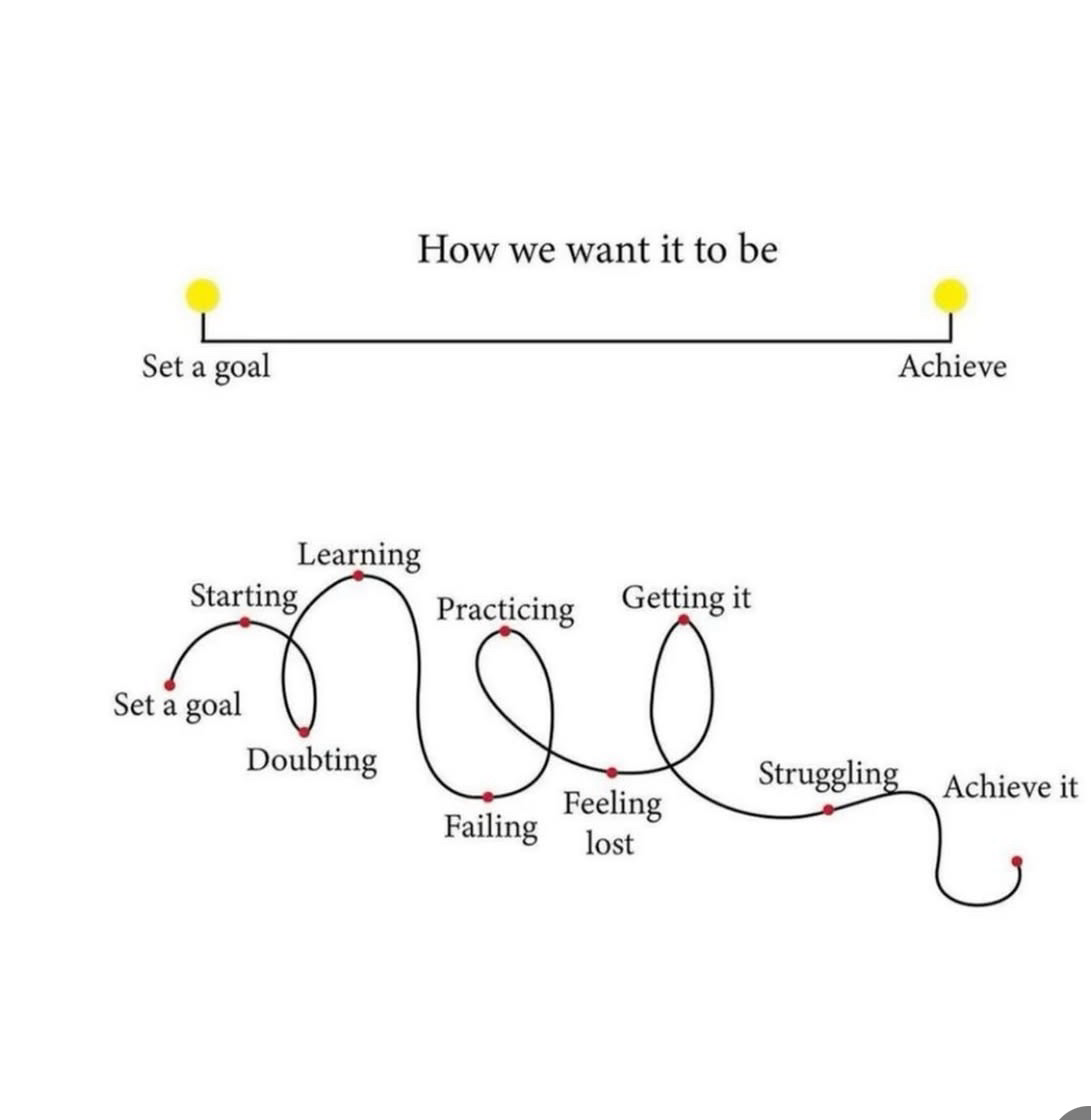 How we want it to be
Set a goal
Achieve
Learning
Starting
Practicing
Getting it
Set a goal
Doubting
Struggling
Achieve it
Failing
Feeling
lost